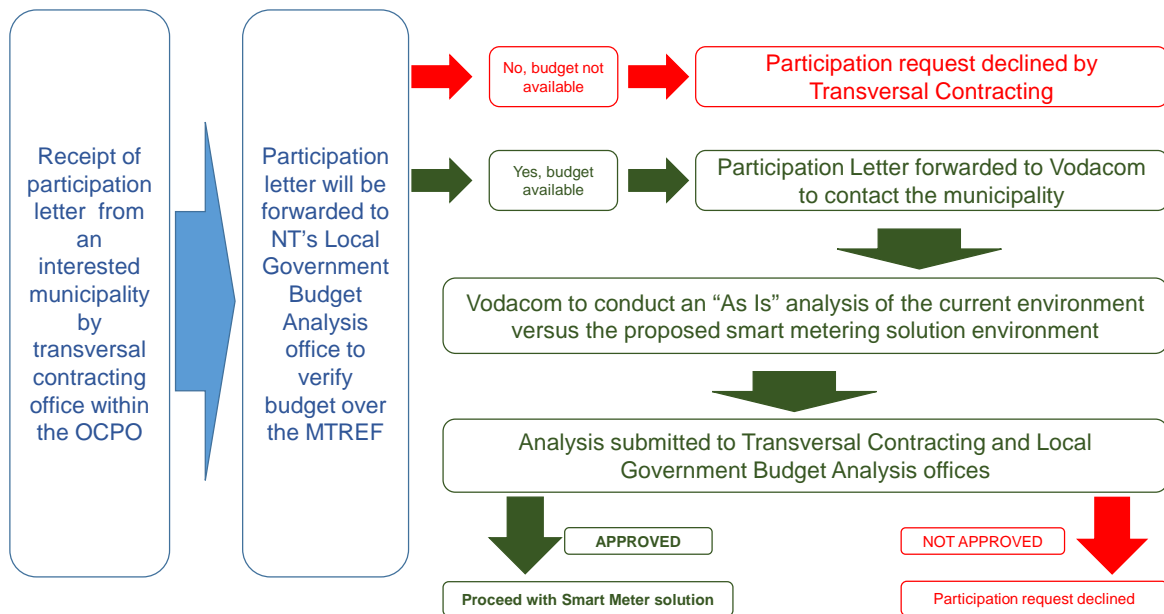 Receipt of
participation
letter from
an
interested
municipality
by
transversal
contracting
office within
the OCPO
Participation
letter will be
forwarded to
NT's Local
Government
Budget
Analysis
office to
verify
budget over
the MTREF
No, budget not
available
Participation request declined by
Transversal Contracting
Yes, budget
available
Participation Letter forwarded to Vodacom
to contact the municipality
Vodacom to conduct an “As Is” analysis of the current environment
versus the proposed smart metering solution environment
Analysis submitted to Transversal Contracting and Local
Government Budget Analysis offices
APPROVED
NOT APPROVED
Proceed with Smart Meter solution
Participation request declined